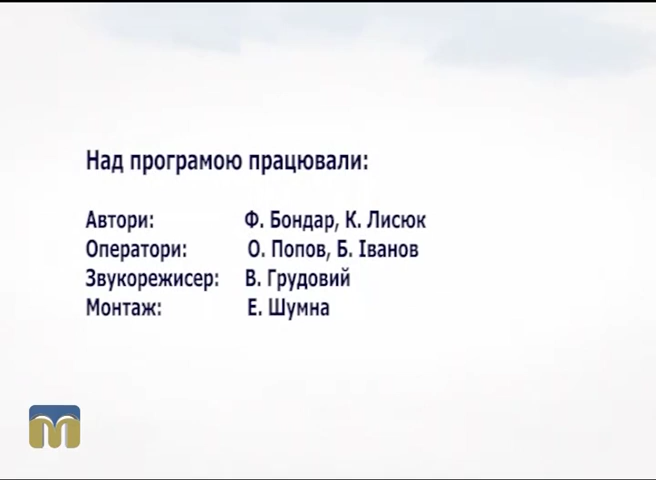 Над програмою працювали:
Автори: Ф. Бондар, К. Лисюк
Оператори: О. Попов, Б. Іванов
Звукорежисер: В. Грудовий
Монтаж: Е. Шумна